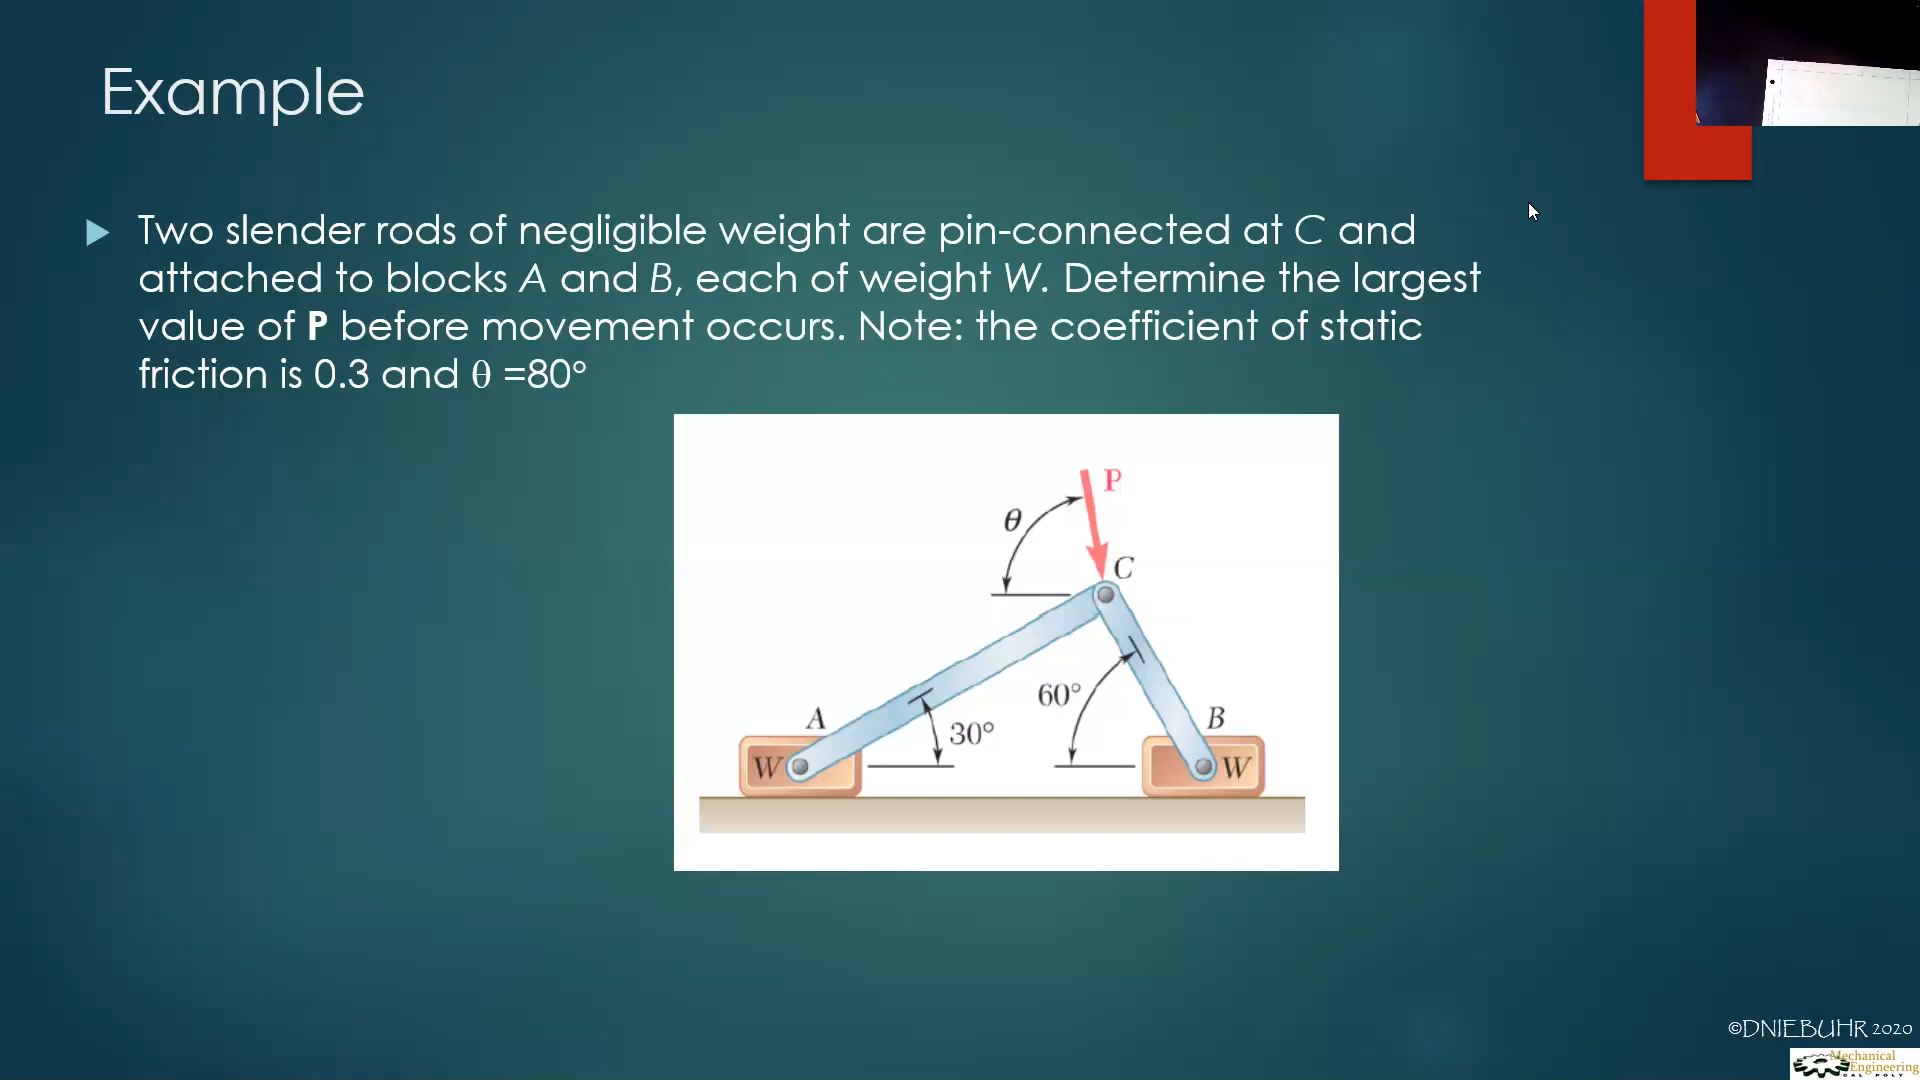 Example
Two slender rods of negligible weight are pin-connected at C and
attached to blocks A and B, each of weight W. Determine the largest
value of P before movement occurs. Note: the coefficient of static
friction is 0.3 and θ =80°
P
θ
C
60°
A
30°
B
W
W
©DNIEBUHR 2020
Mechanical
Engineering
CAL POLY